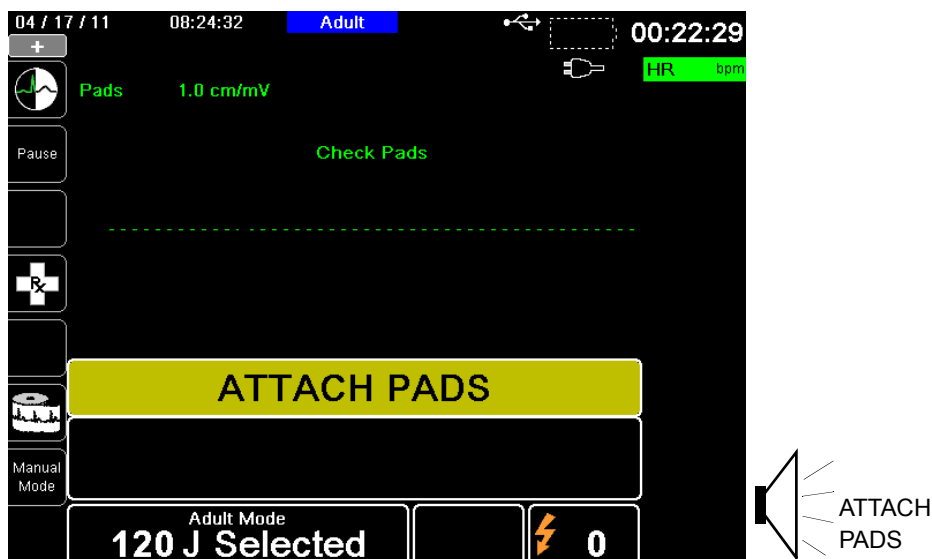 04 / 17 / 11 08:24:32 Adult 00:22:29
+
HR bpm
Pads 1.0 cm/mV
Pause
Check Pads
Rx
ATTACH PADS
Manual
Mode
Adult Mode
120 J Selected 0
ATTACH
PADS